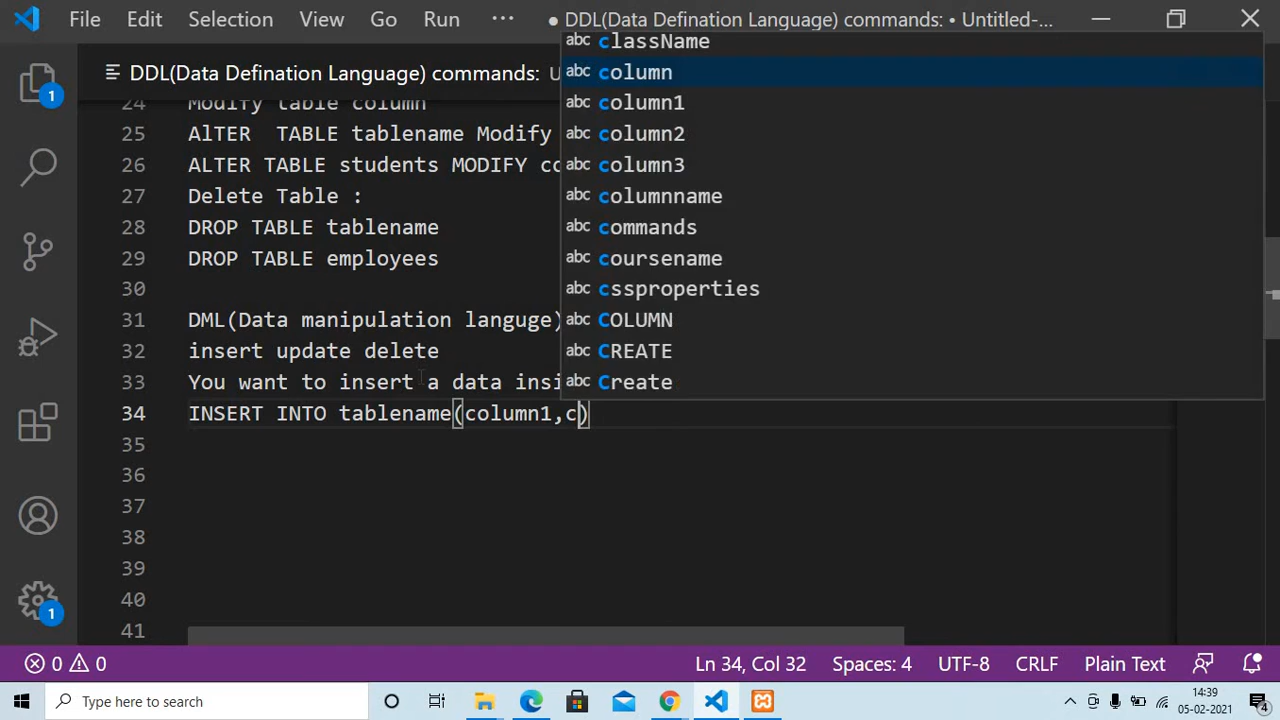 File Edit Selection View Go Run ··· ● DDL(Data Defination Language) commands: • Untitled-...
DDL(Data Defination Language) commands: U
24 Modify table column
25 AlTER  TABLE tablename Modify
26 ALTER TABLE students MODIFY co
27 Delete Table :
28 DROP TABLE tablename
29 DROP TABLE employees
30
31 DML(Data manipulation languge)
32 insert update delete
33 You want to insert a data insi
34 INSERT INTO tablename(column1,c)
35
36
37
38
39
40
41
abc className
abc column
abc column1
abc column2
abc column3
abc columnname
abc commands
abc coursename
abc cssproperties
abc COLUMN
abc CREATE
abc Create
1
1
0 0 Ln 34, Col 32 Spaces: 4 UTF-8 CRLF Plain Text
Type here to search
14:39
05-02-2021
4